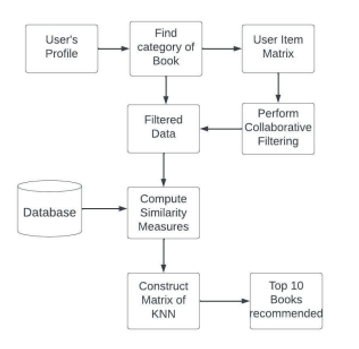 User's
Profile
Find
category of
Book
User Item
Matrix
Filtered
Data
Perform
Collaborative
Filtering
Database
Compute
Similarity
Measures
Construct
Matrix of
KNN
Top 10
Books
recommended